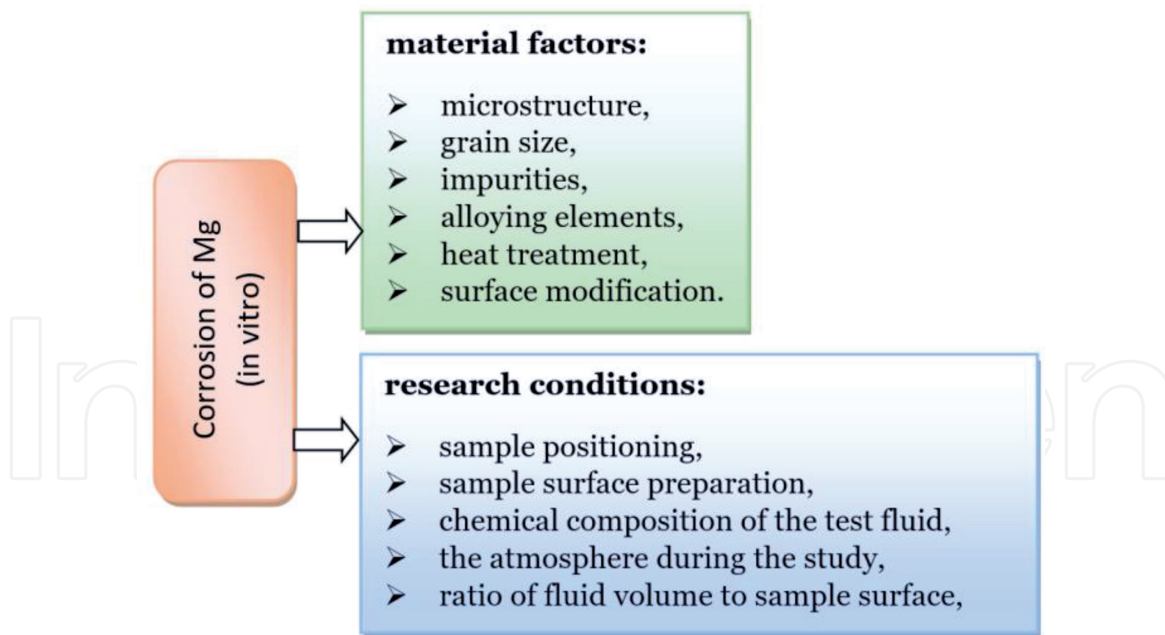 Corrosion of Mg
(in vitro)
material factors:
➢ microstructure,
➢ grain size,
➢ impurities,
➢ alloying elements,
➢ heat treatment,
➢ surface modification.
research conditions:
➢ sample positioning,
➢ sample surface preparation,
➢ chemical composition of the test fluid,
➢ the atmosphere during the study,
➢ ratio of fluid volume to sample surface,